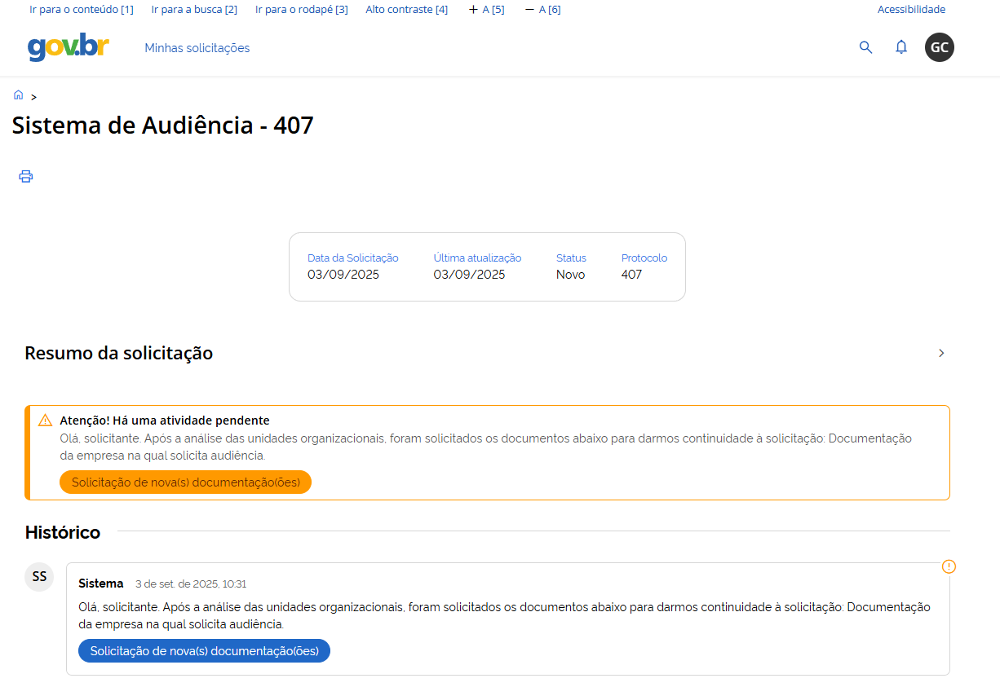 Ir para o conteúdo [1] Ir para a busca [2] Ir para o rodapé [3] Alto contraste [4] + A [5] − A [6] Acessibilidade
gov.br Minhas solicitações GC
>
Sistema de Audiência - 407
Data da Solicitação Última atualização Status Protocolo
03/09/2025 03/09/2025 Novo 407
Resumo da solicitação
Atenção! Há uma atividade pendente
Olá, solicitante. Após a análise das unidades organizacionais, foram solicitados os documentos abaixo para darmos continuidade à solicitação: Documentação
da empresa na qual solicita audiência.
Solicitação de nova(s) documentação(ões)
Histórico
SS
Sistema 3 de set. de 2025, 10:31
Olá, solicitante. Após a análise das unidades organizacionais, foram solicitados os documentos abaixo para darmos continuidade à solicitação: Documentação
da empresa na qual solicita audiência.
Solicitação de nova(s) documentação(ões)